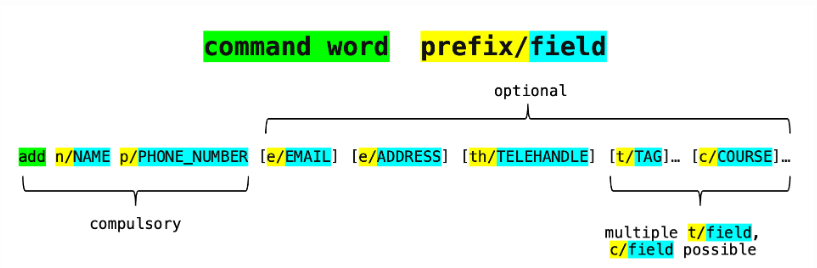 command word prefix/field
optional
add n/NAME p/PHONE_NUMBER [e/EMAIL] [e/ADDRESS] [th/TELEHANDLE] [t/TAG]… [c/COURSE]…
compulsory
multiple t/field,
c/field possible